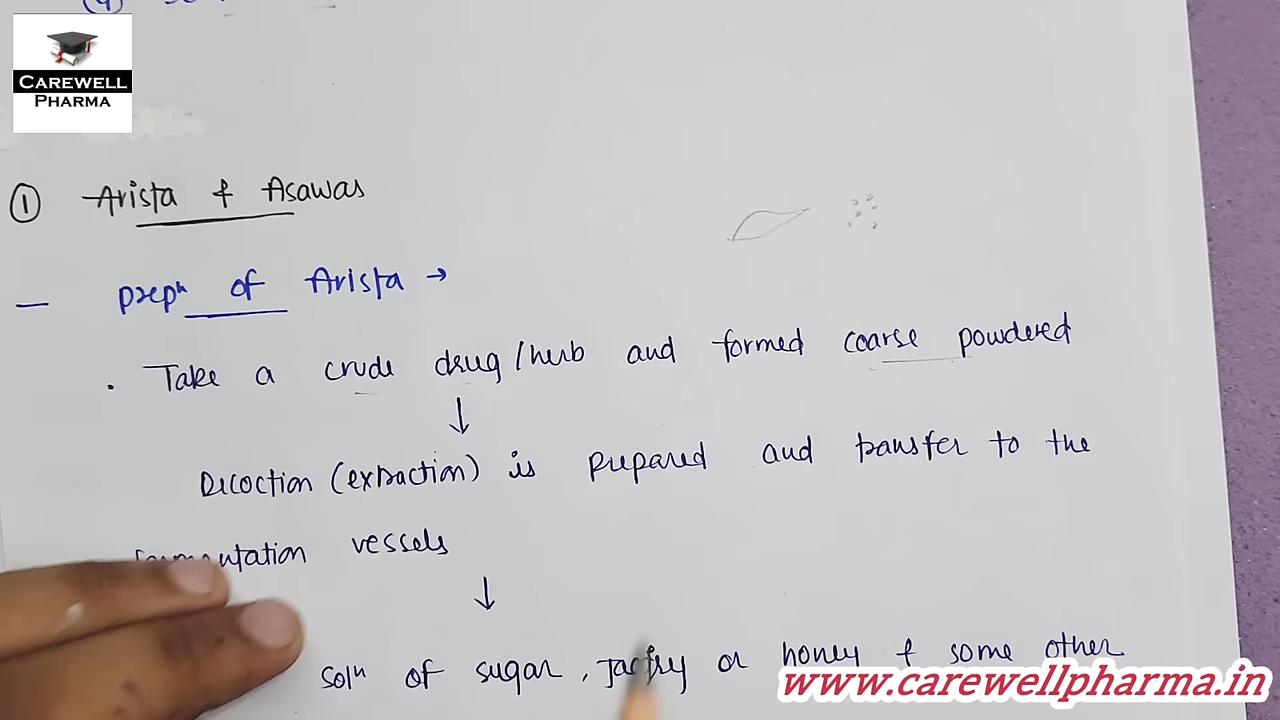 (4)
CAREWELL
PHARMA
① Arista & Asawas
— Prepⁿ of Arista →
. Take a crude drug/herb and formed coarse powdered
↓
Decoction (extraction) is prepared and transfer to the
vessels
↓
Solⁿ of sugar, or honey & some other
www.carewellpharma.in